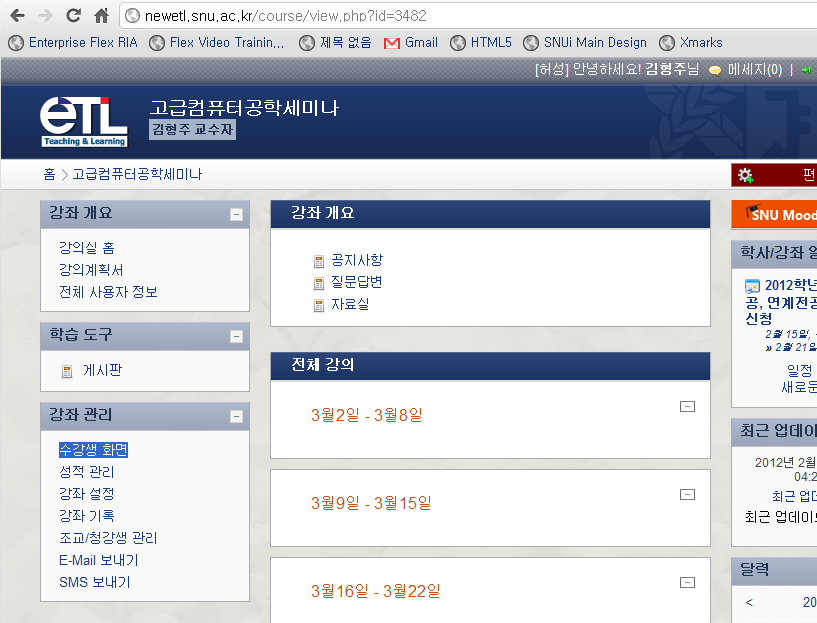 newetl.snu.ac.kr/course/view.php?id=3482
Enterprise Flex RIA
Flex Video Trainin...
제목 없음
Gmail
HTML5
SNUi Main Design
Xmarks
[허성] 안녕하세요! 김형주님
메세지(0) |
eTL
Teaching & Learning
고급컴퓨터공학세미나
김형주 교수자
홈 > 고급컴퓨터공학세미나
편
강좌 개요
강의실 홈
강의계획서
전체 사용자 정보
학습 도구
게시판
강좌 관리
수강생 화면
성적 관리
강좌 설정
강좌 기록
조교/청강생 관리
E-Mail 보내기
SMS 보내기
강좌 개요
공지사항
질문답변
자료실
전체 강의
3월2일 - 3월8일
3월9일 - 3월15일
3월16일 - 3월22일
SNU Mood
학사/강좌 일
2012학년
공, 연계전공
신청
2월 15일,
» 2월 21일
일정
새로운
최근 업데이
2012년 2월
04:2
최근 업데
최근 업데이트
달력
<
20